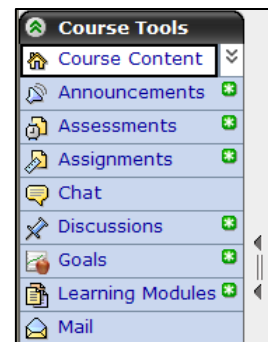 Course Tools
Course Content
Announcements
Assessments
Assignments
Chat
Discussions
Goals
Learning Modules
Mail